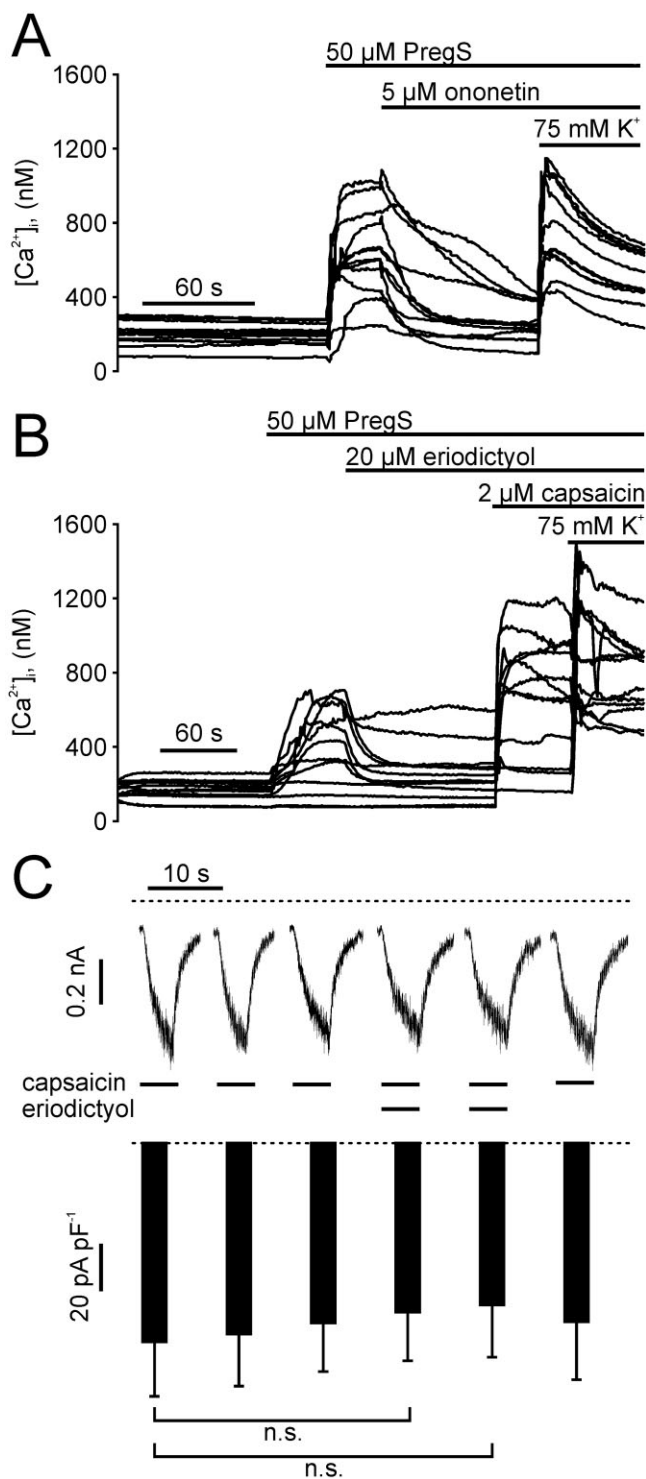 A
50 µM PregS
5 µM ononetin
75 mM K⁺
1600
1200
800
400
0
[Ca²⁺]ᵢ, (nM)
60 s
B
50 µM PregS
20 µM eriodictyol
2 µM capsaicin
75 mM K⁺
1600
1200
800
400
0
[Ca²⁺]ᵢ, (nM)
60 s
C
10 s
0.2 nA
capsaicin
eriodictyol
20 pA pF⁻¹
n.s.
n.s.